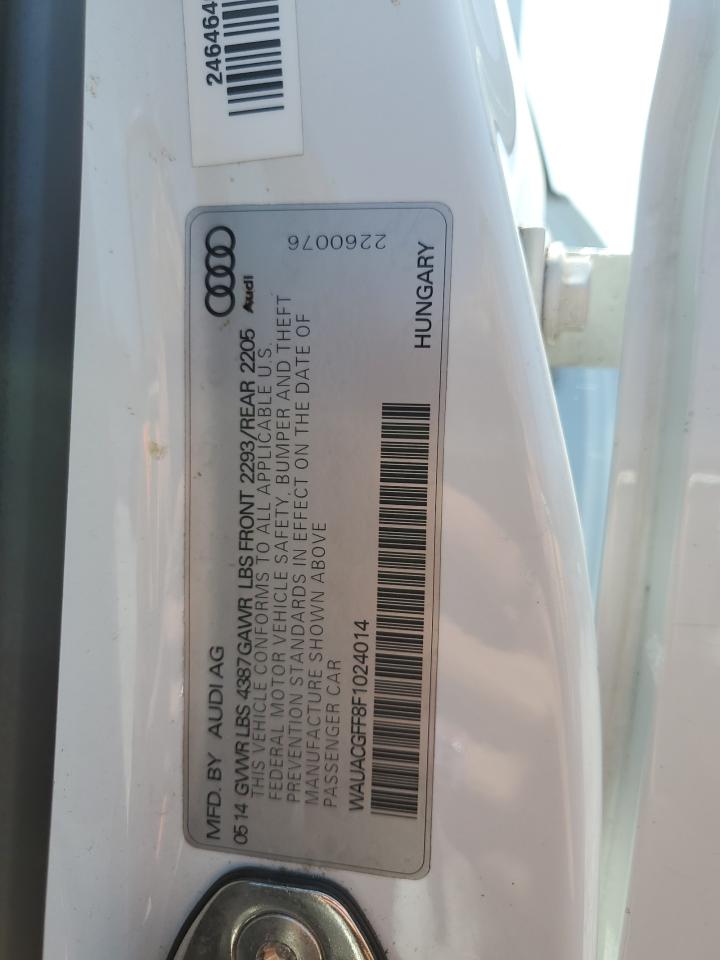 246464
MFD. BY AUDI AG
Audi
0514 GVWR LBS 4387 GAWR LBS FRONT 2293/REAR 2205
THIS VEHICLE CONFORMS TO ALL APPLICABLE U.S.
FEDERAL MOTOR VEHICLE SAFETY, BUMPER AND THEFT
PREVENTION STANDARDS IN EFFECT ON THE DATE OF
MANUFACTURE SHOWN ABOVE
PASSENGER CAR
2260076
WAUACGFF8F1024014
HUNGARY